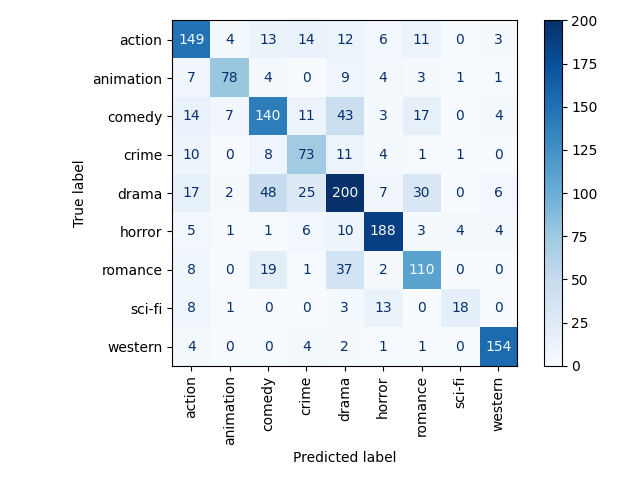 action 149 4 13 14 12 6 11 0 3
animation 7 78 4 0 9 4 3 1 1
comedy 14 7 140 11 43 3 17 0 4
crime 10 0 8 73 11 4 1 1 0
drama 17 2 48 25 200 7 30 0 6
horror 5 1 1 6 10 188 3 4 4
romance 8 0 19 1 37 2 110 0 0
sci-fi 8 1 0 0 3 13 0 18 0
western 4 0 0 4 2 1 1 0 154
action animation comedy crime drama horror romance sci-fi western
Predicted label
True label
200
175
150
125
100
75
50
25
0